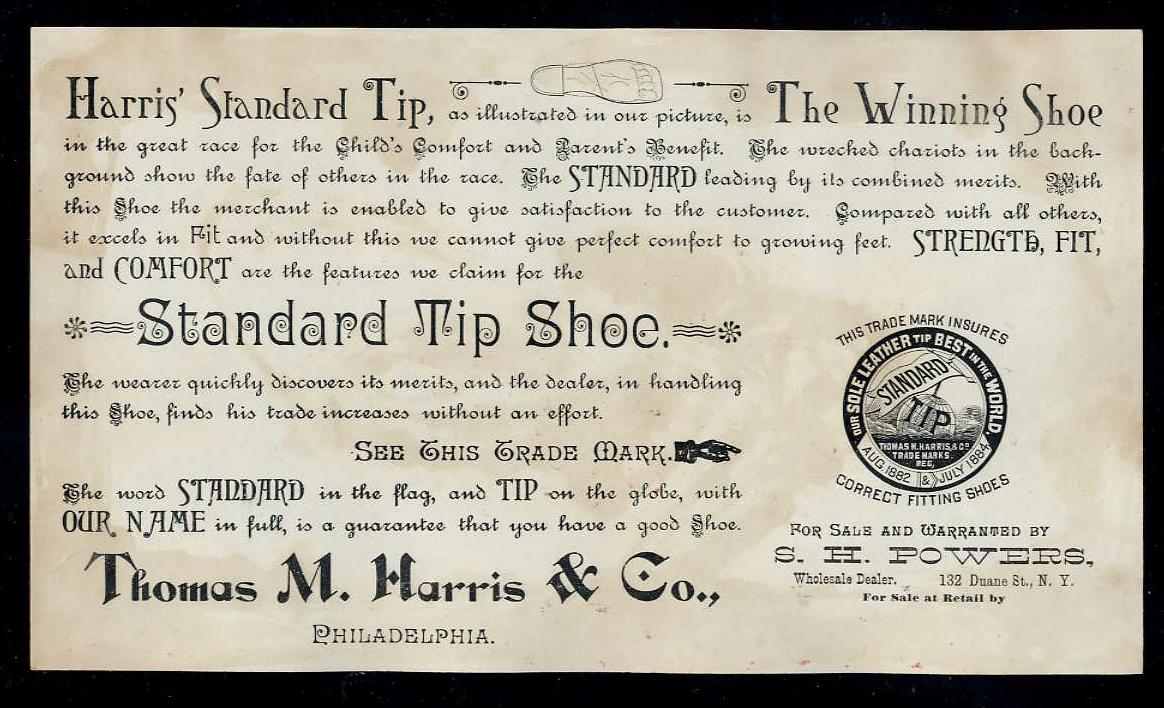 Harris' Standard Tip, as illustrated in our picture, is The Winning Shoe
in the great race for the Child's Comfort and Parent's Benefit. The wrecked chariots in the back-
ground show the fate of others in the race. The STANDARD leading by its combined merits. With
this Shoe the merchant is enabled to give satisfaction to the customer. Compared with all others,
it excels in Fit and without this we cannot give perfect comfort to growing feet. STRENGTH, FIT,
and COMFORT are the features we claim for the
Standard Tip Shoe.
The wearer quickly discovers its merits, and the dealer, in handling
this Shoe, finds his trade increases without an effort.
SEE THIS TRADE MARK.
The word STANDARD in the flag, and TIP on the globe, with
OUR NAME in full, is a guarantee that you have a good Shoe.
Thomas M. Harris & Co.,
PHILADELPHIA.
THIS TRADE MARK INSURES
OUR SOLE LEATHER TIP BEST IN THE WORLD.
STANDARD
TIP
THOMAS M. HARRIS & CO
TRADE MARKS.
REG,
AUG. 1882 & JULY 1884
CORRECT FITTING SHOES
FOR SALE AND WARRANTED BY
S. H. POWERS,
Wholesale Dealer. 132 Duane St., N. Y.
For Sale at Retail by